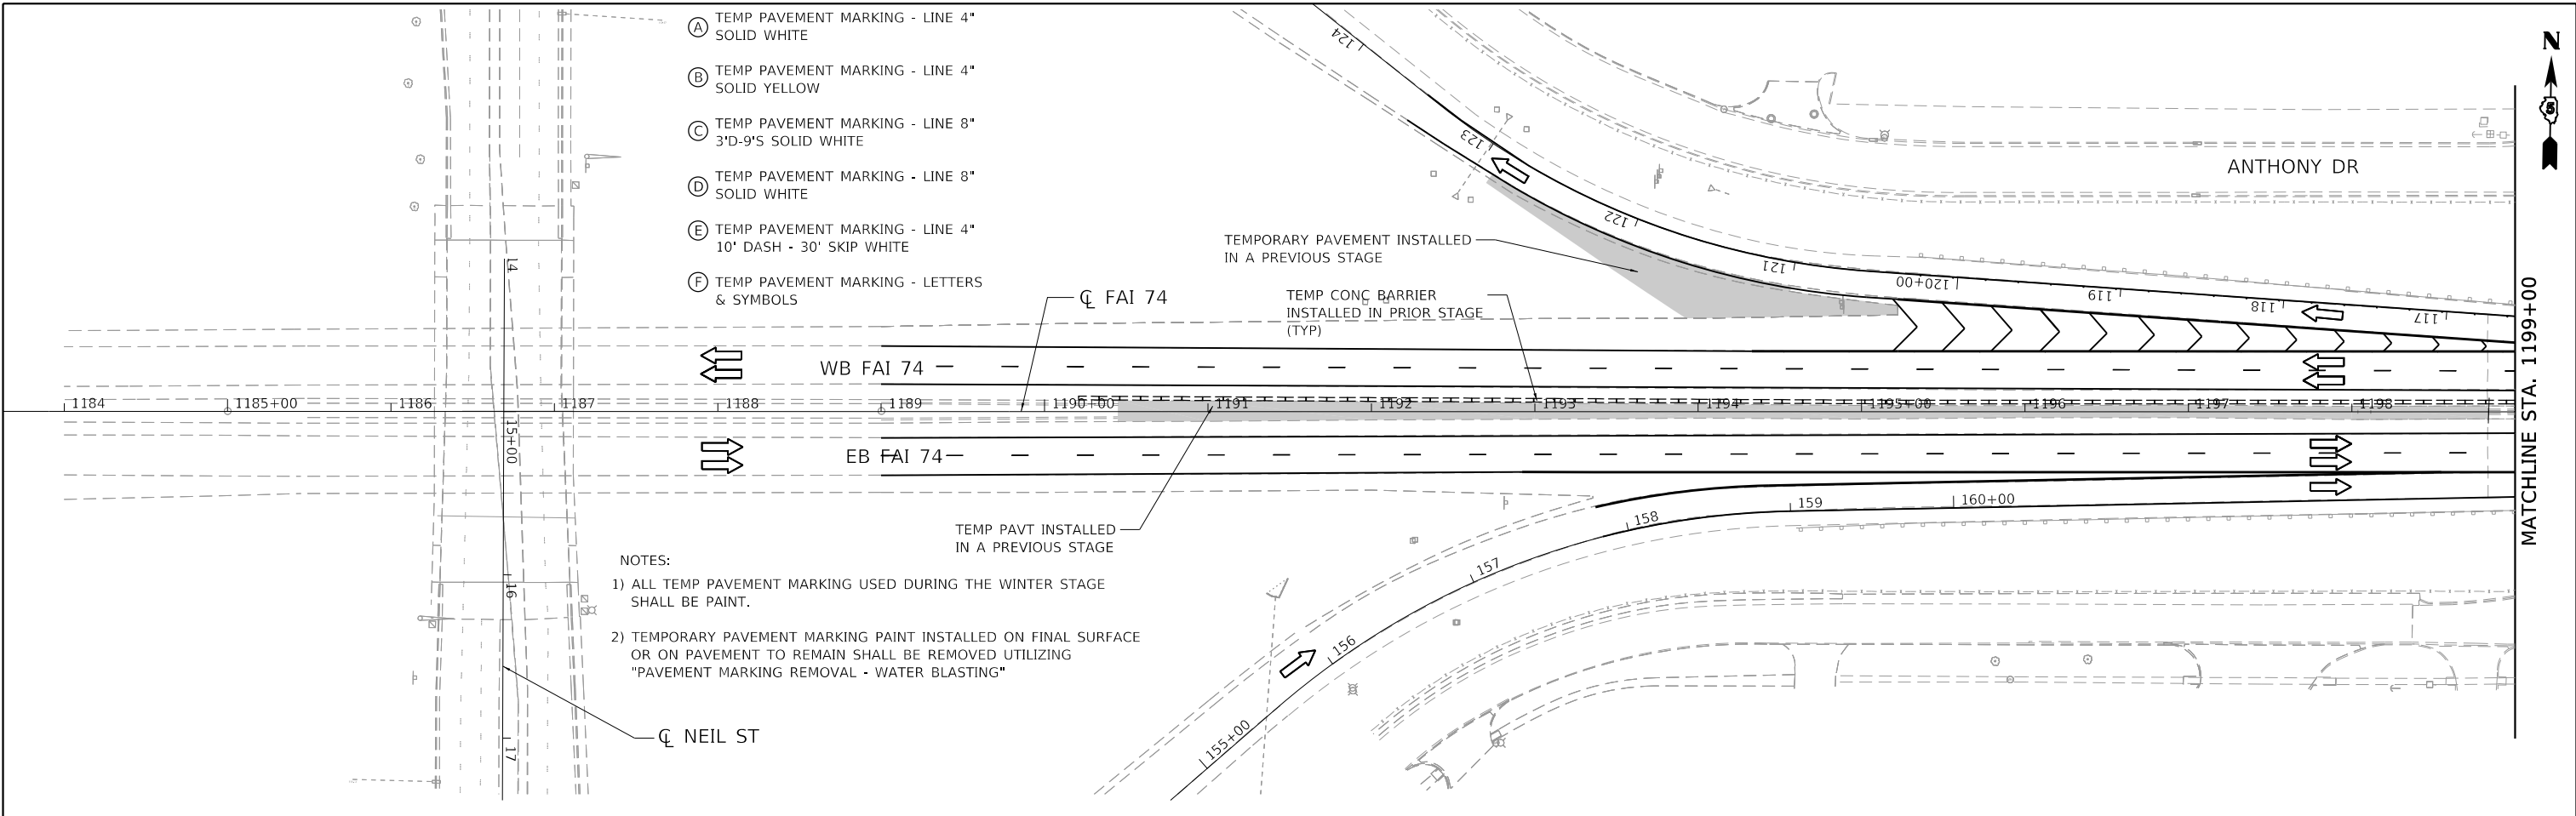 A TEMP PAVEMENT MARKING - LINE 4"
SOLID WHITE
B TEMP PAVEMENT MARKING - LINE 4"
SOLID YELLOW
C TEMP PAVEMENT MARKING - LINE 8"
3'D-9'S SOLID WHITE
D TEMP PAVEMENT MARKING - LINE 8"
SOLID WHITE
E TEMP PAVEMENT MARKING - LINE 4"
10' DASH - 30' SKIP WHITE
F TEMP PAVEMENT MARKING - LETTERS
& SYMBOLS
N
5
ANTHONY DR
124
123
122
121
120+00
119
118
117
TEMPORARY PAVEMENT INSTALLED
IN A PREVIOUS STAGE
TEMP CONC BARRIER
INSTALLED IN PRIOR STAGE
(TYP)
℄ FAI 74
WB FAI 74
1184
1185+00
1186
1187
1188
1189
1190+00
1191
1192
1193
1194
1195+00
1196
1197
1198
EB FAI 74
14
15+00
16
17
TEMP PAVT INSTALLED
IN A PREVIOUS STAGE
155+00
156
157
158
159
160+00
NOTES:
1) ALL TEMP PAVEMENT MARKING USED DURING THE WINTER STAGE
SHALL BE PAINT.
2) TEMPORARY PAVEMENT MARKING PAINT INSTALLED ON FINAL SURFACE
OR ON PAVEMENT TO REMAIN SHALL BE REMOVED UTILIZING
"PAVEMENT MARKING REMOVAL - WATER BLASTING"
℄ NEIL ST
MATCHLINE STA. 1199+00